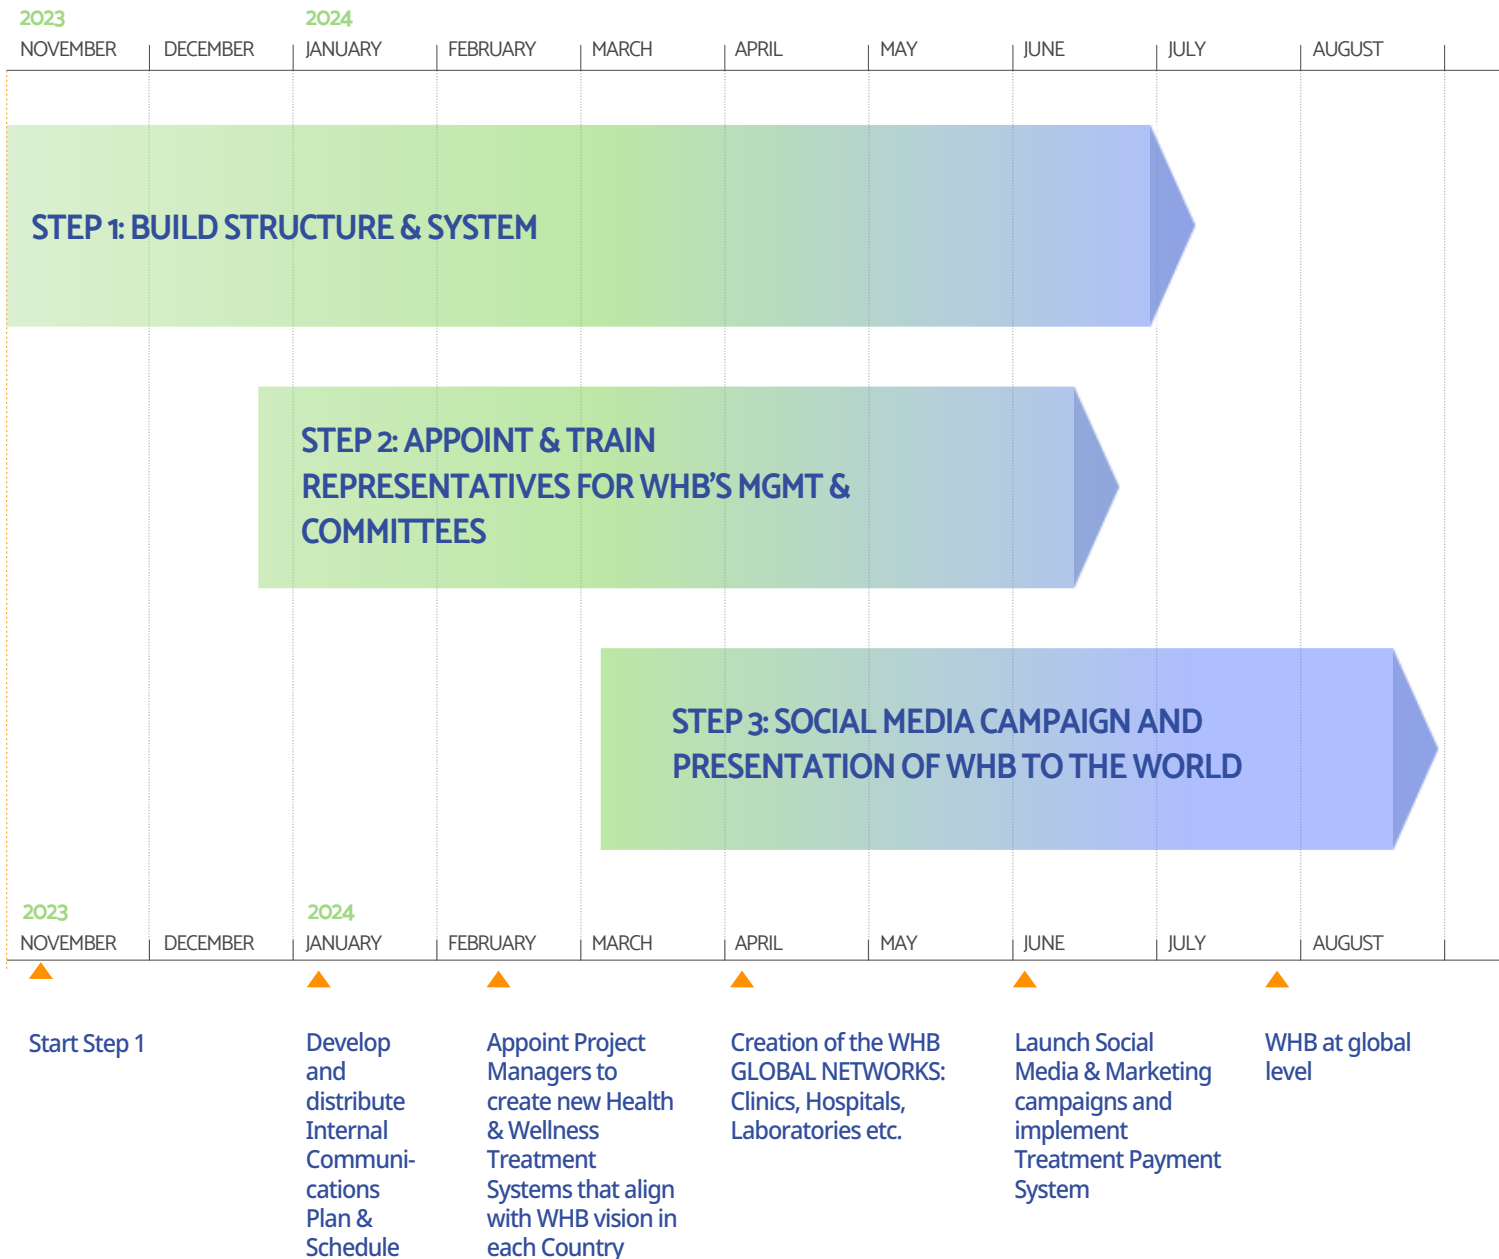 2023 2024
NOVEMBER DECEMBER JANUARY FEBRUARY MARCH APRIL MAY JUNE JULY AUGUST
STEP 1: BUILD STRUCTURE & SYSTEM
STEP 2: APPOINT & TRAIN
REPRESENTATIVES FOR WHB’S MGMT &
COMMITTEES
STEP 3: SOCIAL MEDIA CAMPAIGN AND
PRESENTATION OF WHB TO THE WORLD
2023 2024
NOVEMBER DECEMBER JANUARY FEBRUARY MARCH APRIL MAY JUNE JULY AUGUST
Start Step 1
Develop
and
distribute
Internal
Communi-
cations
Plan &
Schedule
Appoint Project
Managers to
create new Health
& Wellness
Treatment
Systems that align
with WHB vision in
each Country
Creation of the WHB
GLOBAL NETWORKS:
Clinics, Hospitals,
Laboratories etc.
Launch Social
Media & Marketing
campaigns and
implement
Treatment Payment
System
WHB at global
level